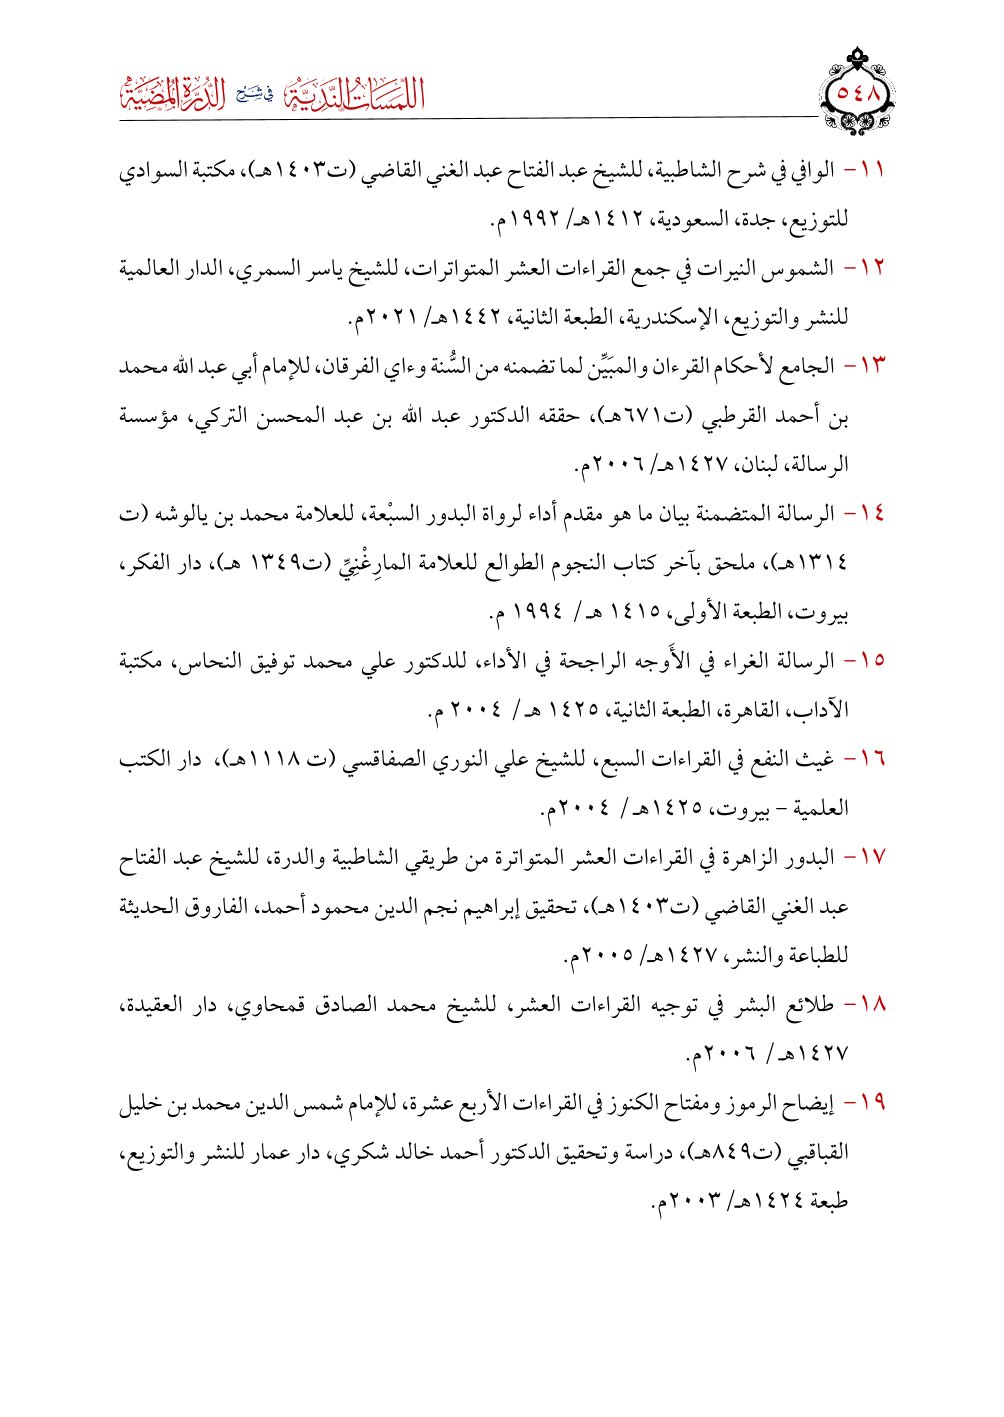 ٥٤٨
اللمسات الندية في شرح الدرة المضية
١١- الوافي في شرح الشاطبية، للشيخ عبد الفتاح عبد الغني القاضي (ت١٤٠٣هـ)، مكتبة السوادي
للتوزيع، جدة، السعودية، ١٤١٢هـ/ ١٩٩٢م.
١٢- الشموس النيرات في جمع القراءات العشر المتواترات، للشيخ ياسر السمري، الدار العالمية
للنشر والتوزيع، الإسكندرية، الطبعة الثانية، ١٤٤٢هـ/ ٢٠٢١م.
١٣- الجامع لأحكام القرءان والمبَيِّن لما تضمنه من السُّنة وءاي الفرقان، للإمام أبي عبد الله محمد
بن أحمد القرطبي (ت٦٧١هـ)، حققه الدكتور عبد الله بن عبد المحسن التركي، مؤسسة
الرسالة، لبنان، ١٤٢٧هـ/ ٢٠٠٦م.
١٤- الرسالة المتضمنة بيان ما هو مقدم أداء لرواة البدور السبْعة، للعلامة محمد بن يالوشه (ت
١٣١٤هـ)، ملحق بآخر كتاب النجوم الطوالع للعلامة المارِغْنِيِّ (ت١٣٤٩ هـ)، دار الفكر،
بيروت، الطبعة الأولى، ١٤١٥ هـ / ١٩٩٤ م.
١٥- الرسالة الغراء في الأَوجه الراجحة في الأداء، للدكتور علي محمد توفيق النحاس، مكتبة
الآداب، القاهرة، الطبعة الثانية، ١٤٢٥ هـ / ٢٠٠٤ م.
١٦- غيث النفع في القراءات السبع، للشيخ علي النوري الصفاقسي (ت ١١١٨هـ)، دار الكتب
العلمية – بيروت، ١٤٢٥هـ / ٢٠٠٤م.
١٧- البدور الزاهرة في القراءات العشر المتواترة من طريقي الشاطبية والدرة، للشيخ عبد الفتاح
عبد الغني القاضي (ت١٤٠٣هـ)، تحقيق إبراهيم نجم الدين محمود أحمد، الفاروق الحديثة
للطباعة والنشر، ١٤٢٧هـ/ ٢٠٠٥م.
١٨- طلائع البشر في توجيه القراءات العشر، للشيخ محمد الصادق قمحاوي، دار العقيدة،
١٤٢٧هـ / ٢٠٠٦م.
١٩- إيضاح الرموز ومفتاح الكنوز في القراءات الأربع عشرة، للإمام شمس الدين محمد بن خليل
القباقبي (ت٨٤٩هـ)، دراسة وتحقيق الدكتور أحمد خالد شكري، دار عمار للنشر والتوزيع،
طبعة ١٤٢٤هـ/ ٢٠٠٣م.